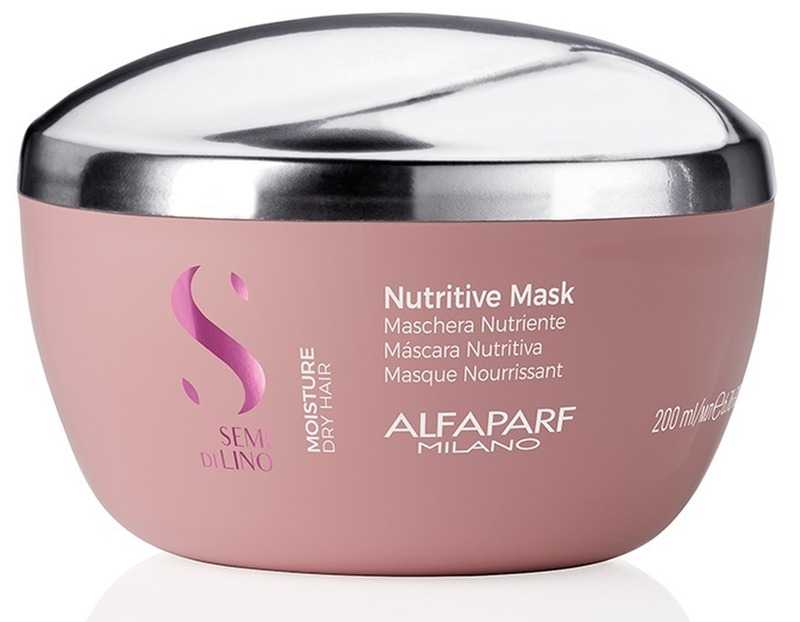 SEMI
DI LINO
MOISTURE
DRY HAIR
Nutritive Mask
Maschera Nutriente
Máscara Nutritiva
Masque Nourrissant
ALFAPARF
MILANO
200 ml/